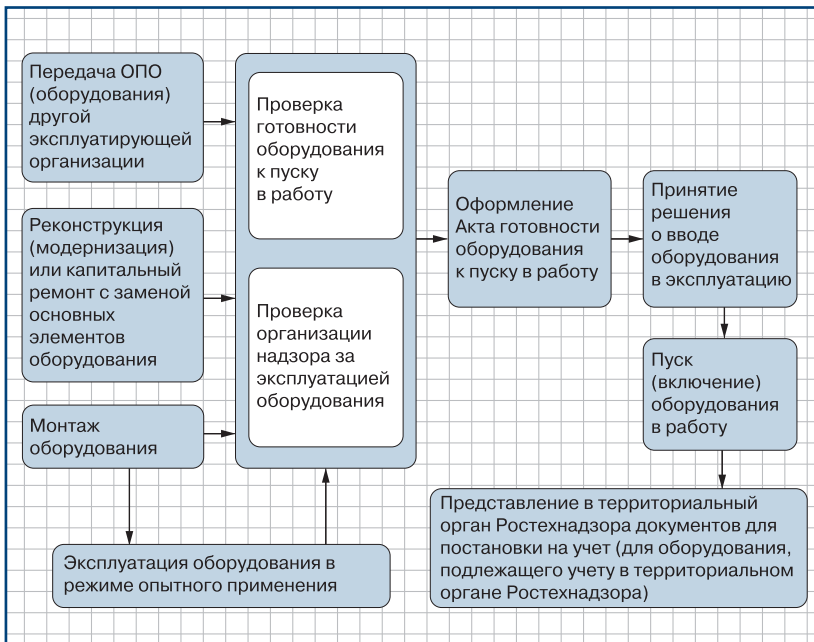 Передача ОПО
(оборудования)
другой
эксплуатирующей
организации
Реконструкция
(модернизация)
или капитальный
ремонт с заменой
основных
элементов
оборудования
Монтаж
оборудования
Эксплуатация оборудования в
режиме опытного применения
Проверка
готовности
оборудования
к пуску
в работу
Проверка
организации
надзора за
эксплуатацией
оборудования
Оформление
Акта готовности
оборудования
к пуску в работу
Принятие
решения
о вводе
оборудования
в эксплуатацию
Пуск
(включение)
оборудования
в работу
Представление в территориальный
орган Ростехнадзора документов для
постановки на учет (для оборудования,
подлежащего учету в территориальном
органе Ростехнадзора)